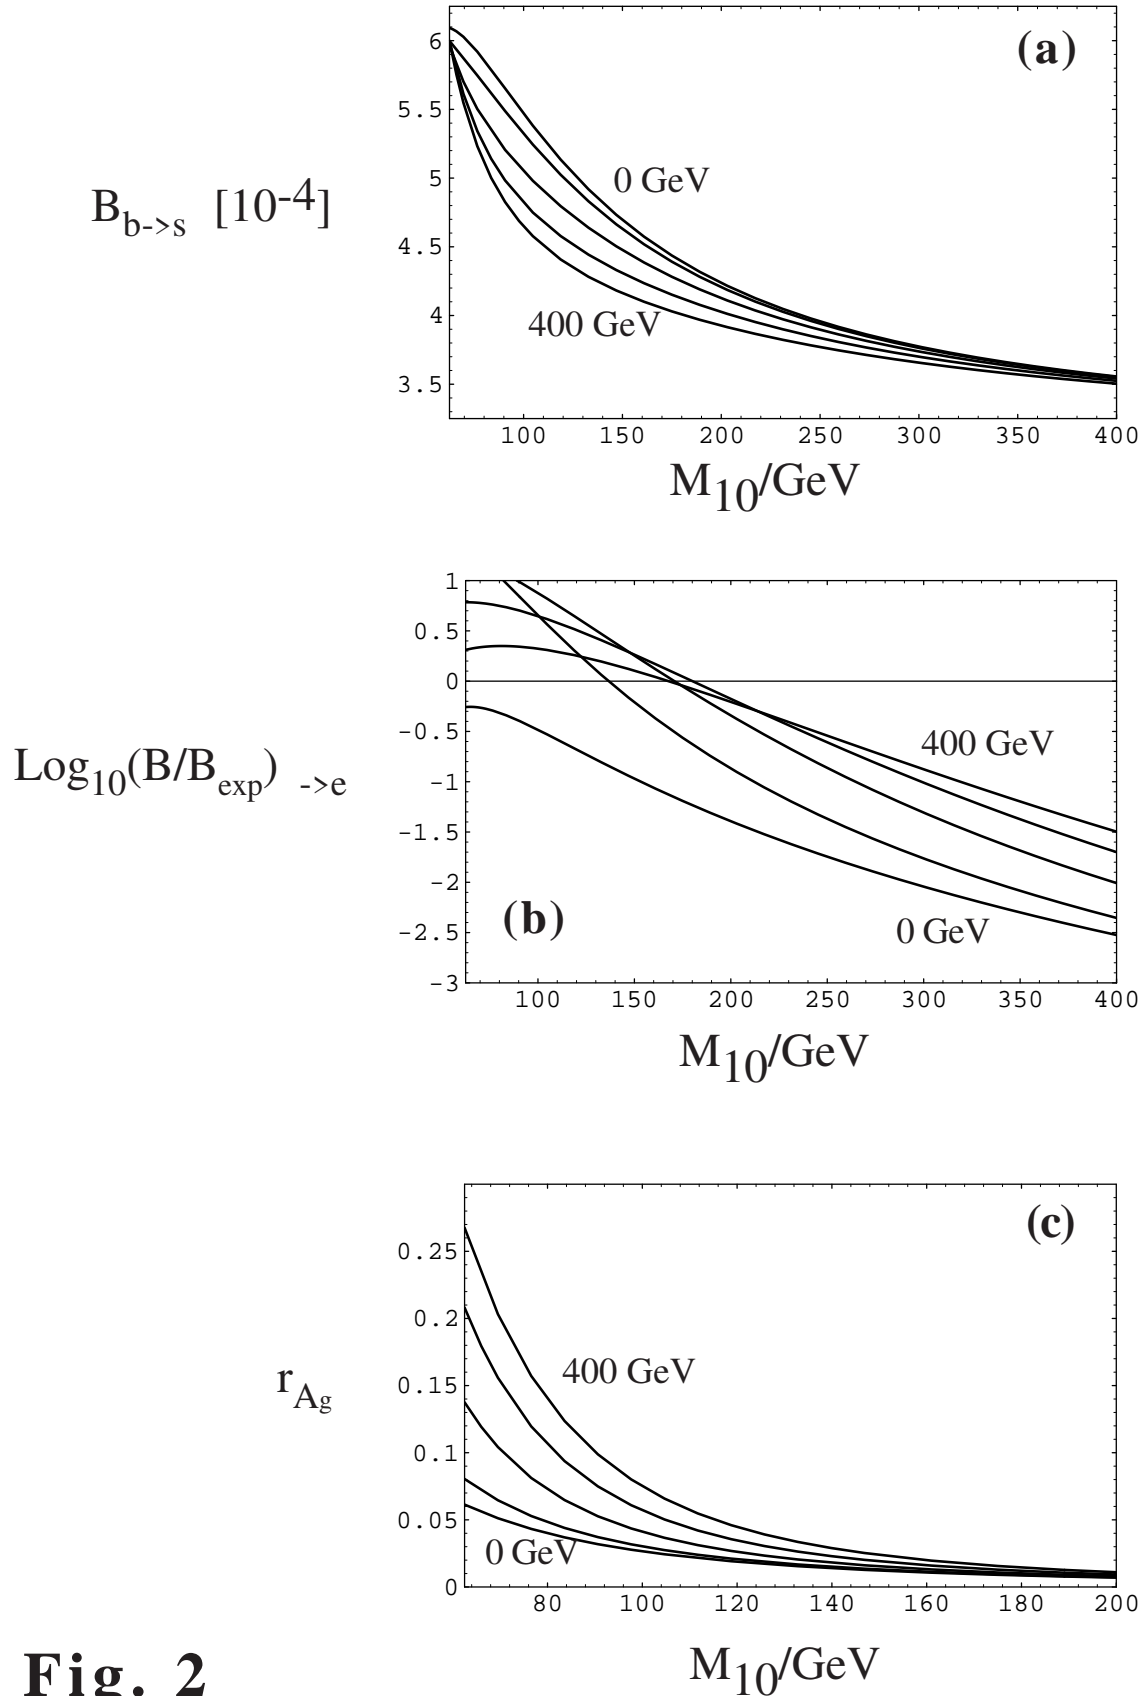 (a)
6
5.5
5
4.5
4
3.5
0 GeV
400 GeV
B_b->s [10^-4]
100 150 200 250 300 350 400
M_10/GeV
1
0.5
0
-0.5
-1
-1.5
-2
-2.5
-3
400 GeV
Log_10(B/B_exp) ->e
(b)
0 GeV
100 150 200 250 300 350 400
M_10/GeV
(c)
0.25
0.2
0.15
0.1
0.05
0
400 GeV
r_Ag
0 GeV
80 100 120 140 160 180 200
M_10/GeV
Fig. 2